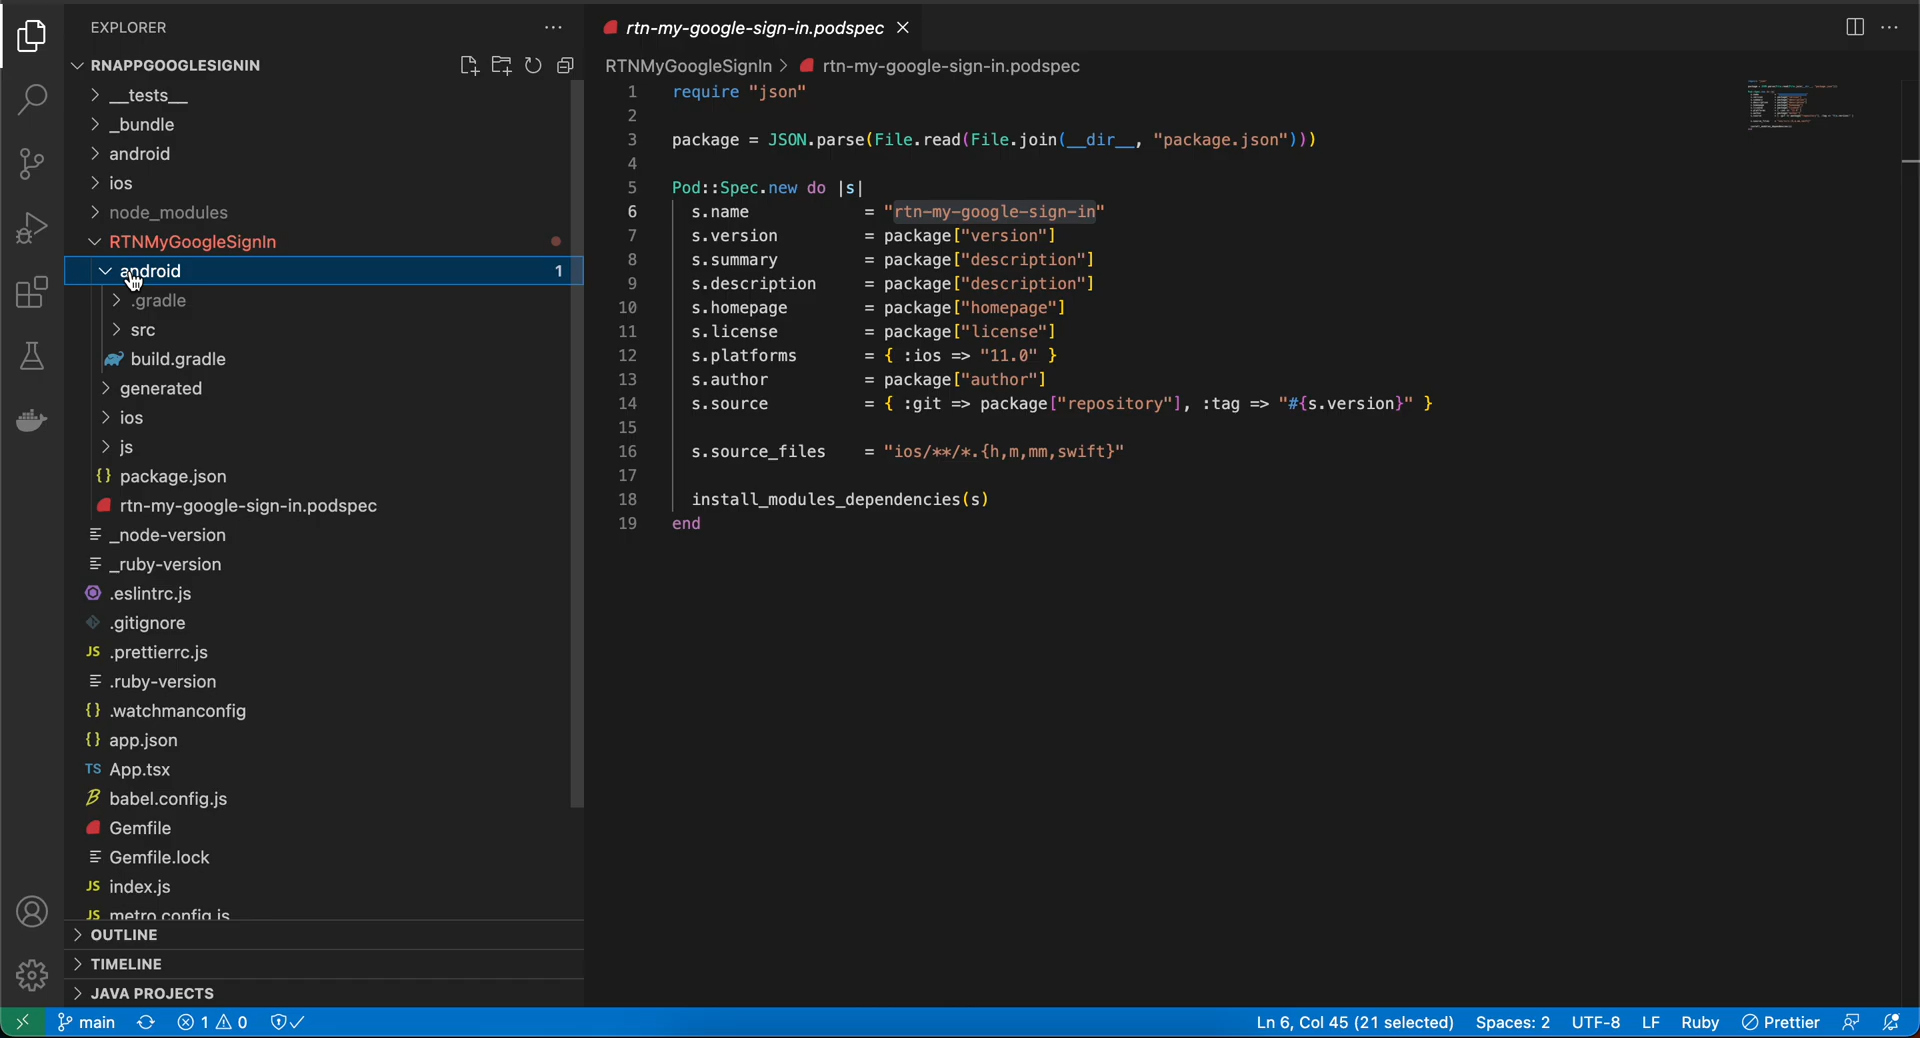 EXPLORER
RNAPPGOOGLESIGNIN
__tests__
_bundle
android
ios
node_modules
RTNMyGoogleSignIn
android 1
.gradle
src
build.gradle
generated
ios
js
{} package.json
rtn-my-google-sign-in.podspec
_node-version
_ruby-version
.eslintrc.js
.gitignore
JS .prettierrc.js
.ruby-version
{} .watchmanconfig
{} app.json
TS App.tsx
babel.config.js
Gemfile
Gemfile.lock
JS index.js
JS metro.config.js
OUTLINE
TIMELINE
JAVA PROJECTS
rtn-my-google-sign-in.podspec
RTNMyGoogleSignIn > rtn-my-google-sign-in.podspec
1 require "json"
2
3 package = JSON.parse(File.read(File.join(__dir__, "package.json")))
4
5 Pod::Spec.new do |s|
6 s.name = "rtn-my-google-sign-in"
7 s.version = package["version"]
8 s.summary = package["description"]
9 s.description = package["description"]
10 s.homepage = package["homepage"]
11 s.license = package["license"]
12 s.platforms = { :ios => "11.0" }
13 s.author = package["author"]
14 s.source = { :git => package["repository"], :tag => "#{s.version}" }
15
16 s.source_files = "ios/**/*.{h,m,mm,swift}"
17
18 install_modules_dependencies(s)
19 end
main 1 0 Ln 6, Col 45 (21 selected) Spaces: 2 UTF-8 LF Ruby Prettier